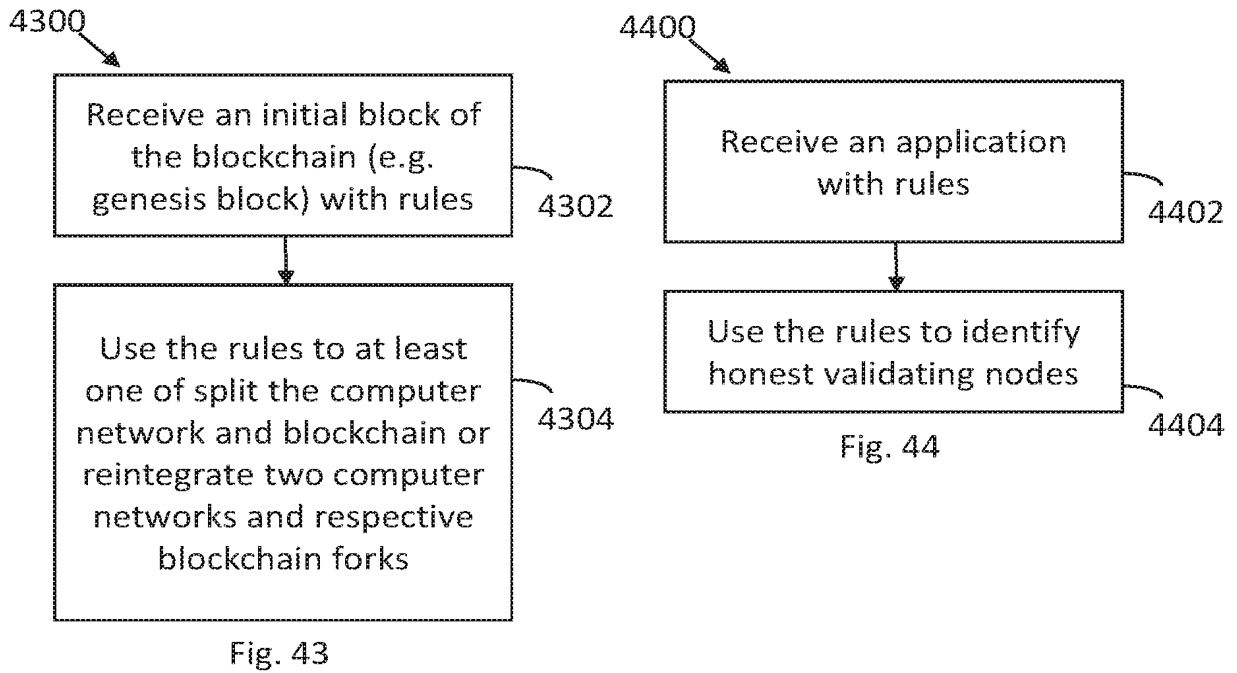 4300
Receive an initial block of
the blockchain (e.g.
genesis block) with rules
4302
Use the rules to at least
one of split the computer
network and blockchain or
reintegrate two computer
networks and respective
blockchain forks
4304
Fig. 43
4400
Receive an application
with rules
4402
Use the rules to identify
honest validating nodes
4404
Fig. 44